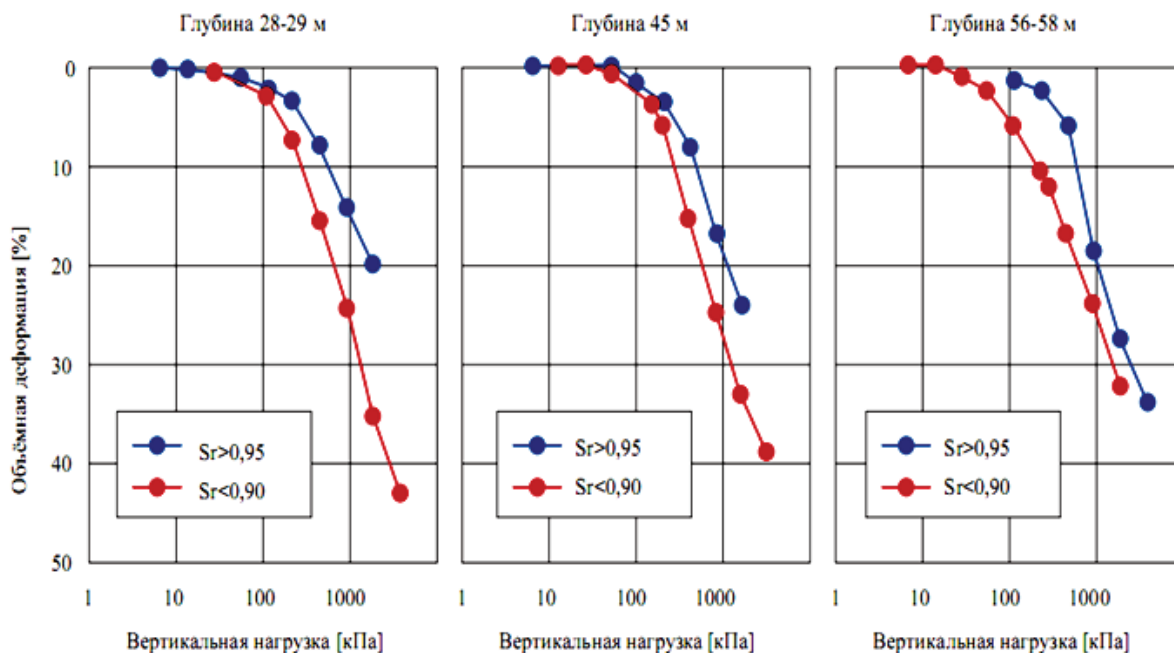 Глубина 28-29 м
Глубина 45 м
Глубина 56-58 м
Объёмная деформация [%]
0
10
20
30
40
50
Sr>0,95
Sr<0,90
Sr>0,95
Sr<0,90
Sr>0,95
Sr<0,90
1 10 100 1000
1 10 100 1000
1 10 100 1000
Вертикальная нагрузка [кПа]
Вертикальная нагрузка [кПа]
Вертикальная нагрузка [кПа]